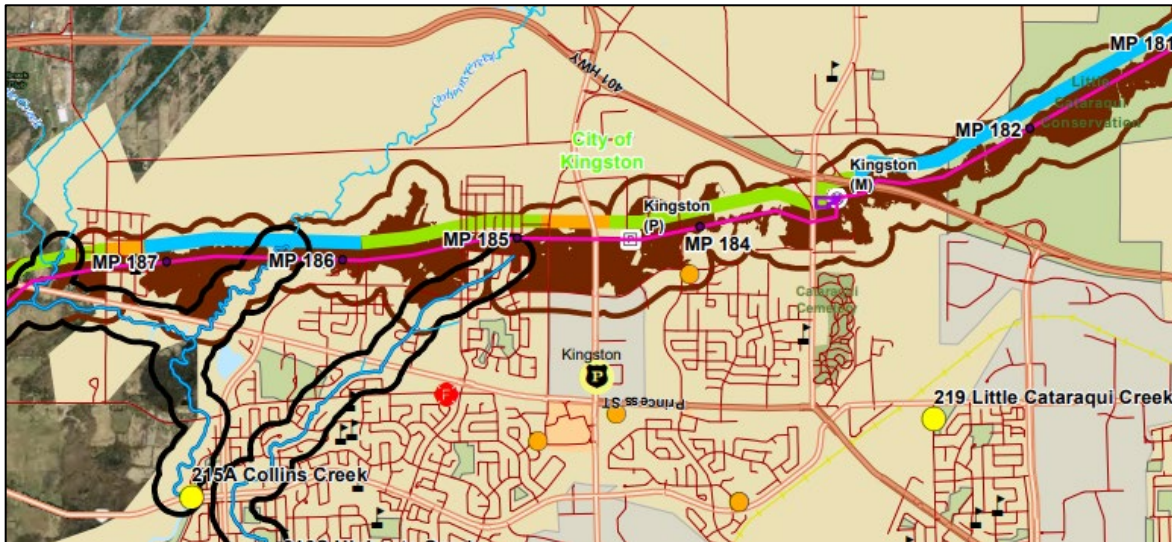 MP 181
Little
Cataraqui
Conservation
MP 182
401 HWY
City of
Kingston
Kingston
(M)
Kingston
(P)
MP 185
MP 184
MP 187
MP 186
Cataraqui
Cemetery
Kingston
P
F
Princess ST
219 Little Cataraqui Creek
215A Collins Creek